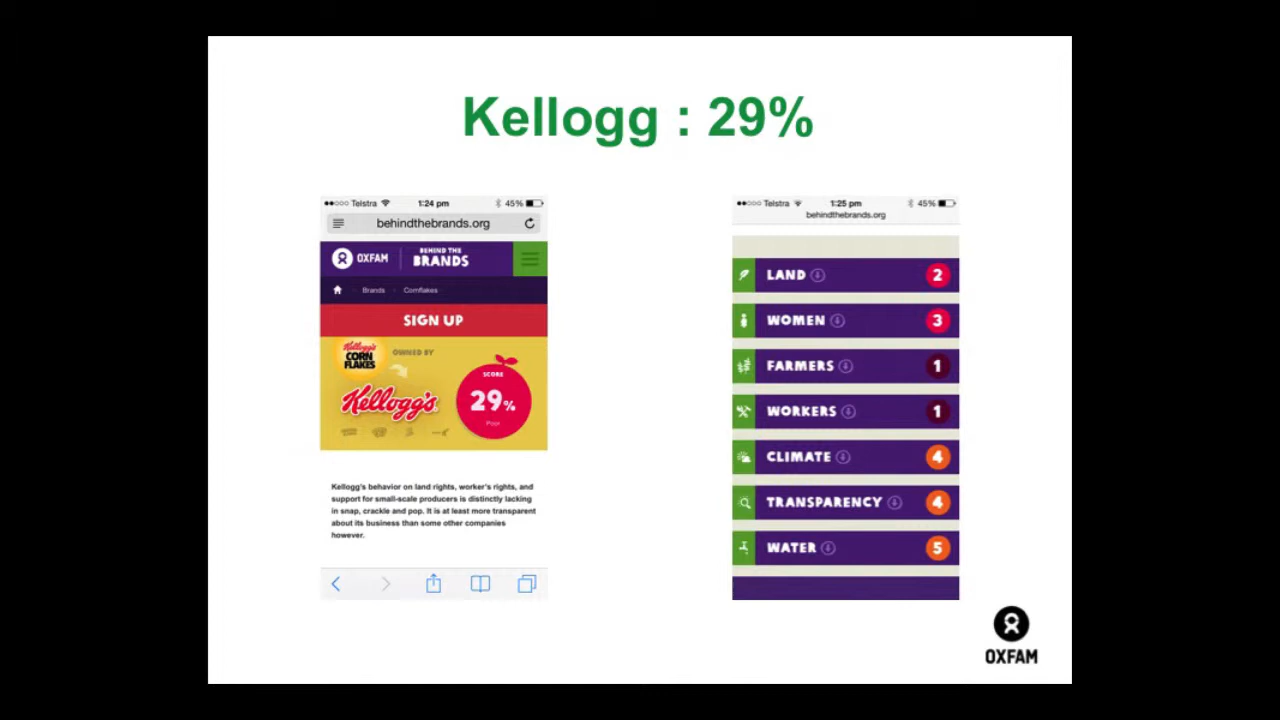 Kellogg : 29%
Telstra 1:24 pm 45%
behindthebrands.org
OXFAM BEHIND THE BRANDS
Brands Cornflakes
SIGN UP
Kellogg's CORN FLAKES
OWNED BY
Kellogg's
SCORE
29%
Poor
Kellogg's behavior on land rights, worker's rights, and
support for small-scale producers is distinctly lacking
in snap, crackle and pop. It is at least more transparent
about its business than some other companies
however.
Telstra 1:25 pm 45%
behindthebrands.org
LAND 2
WOMEN 3
FARMERS 1
WORKERS 1
CLIMATE 4
TRANSPARENCY 4
WATER 5
OXFAM